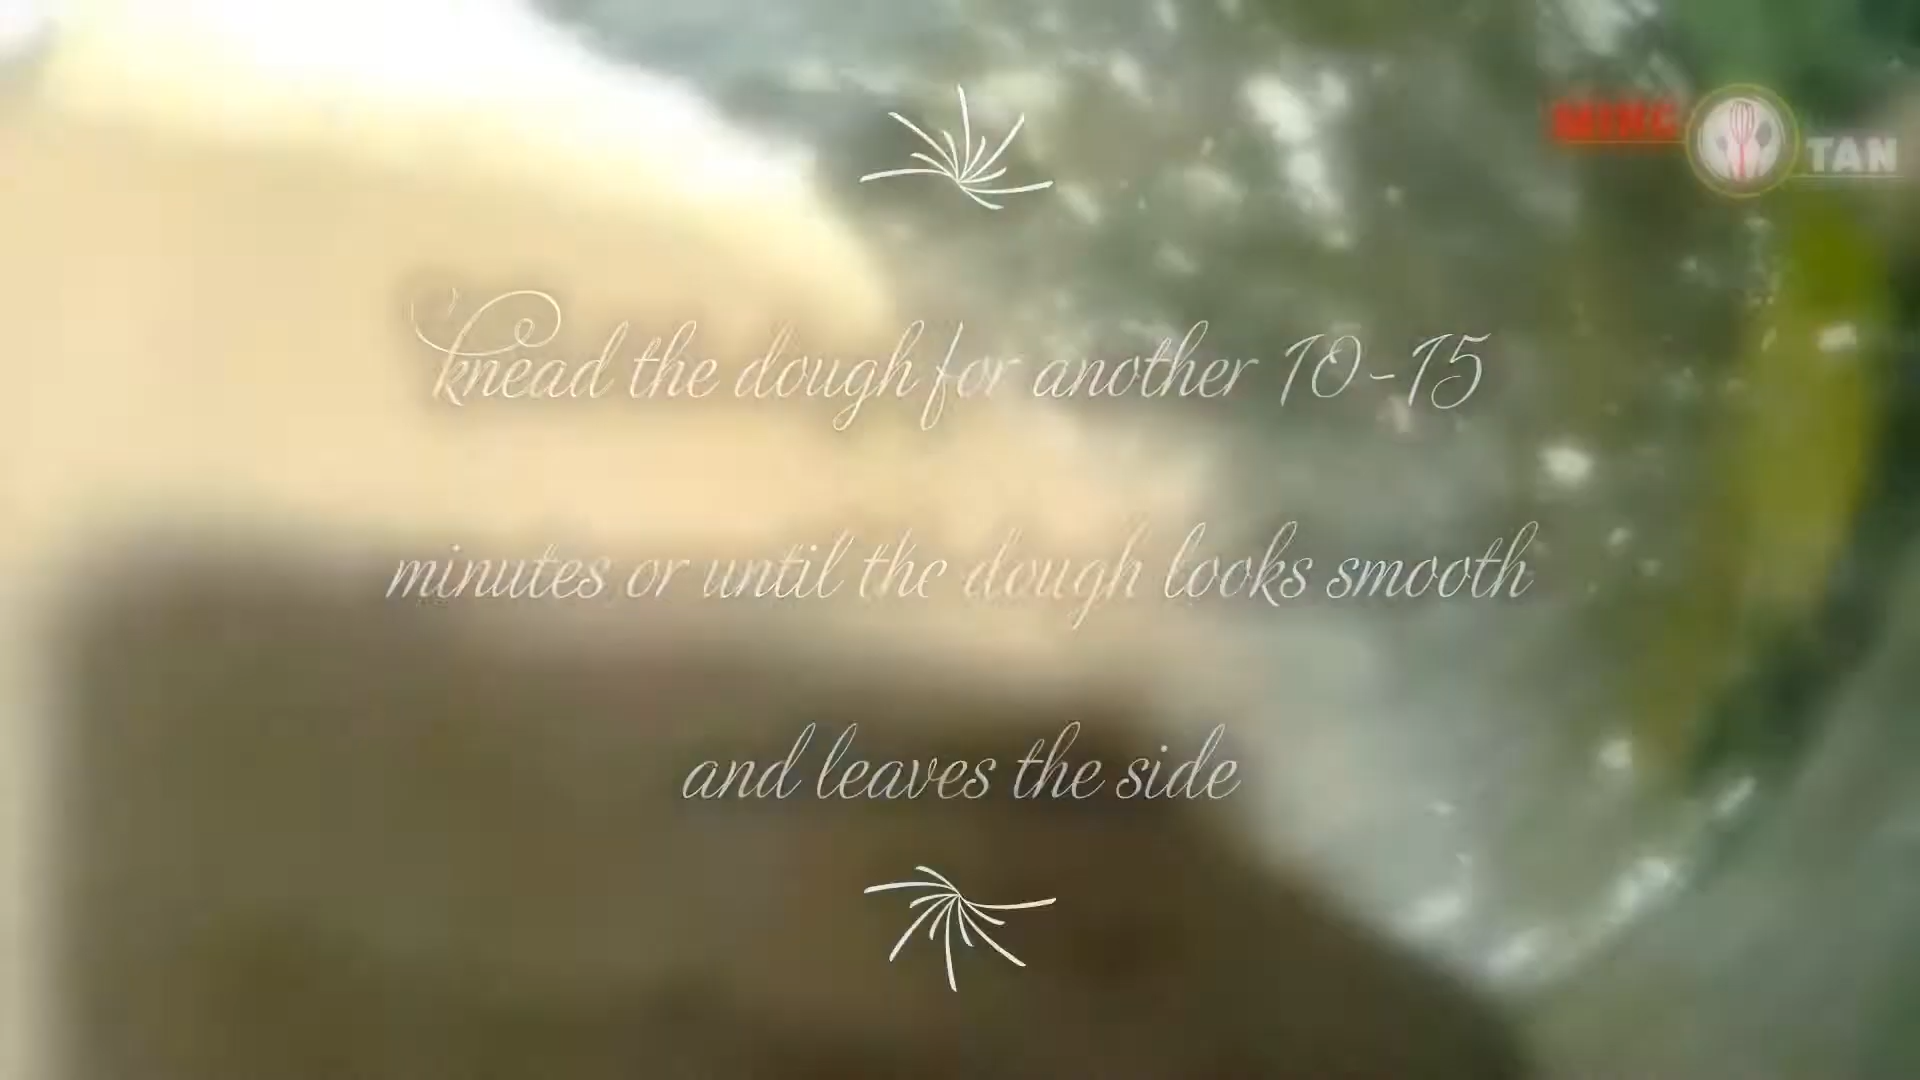 TAN
knead the dough for another 10-15
minutes or until the dough looks smooth
and leaves the side